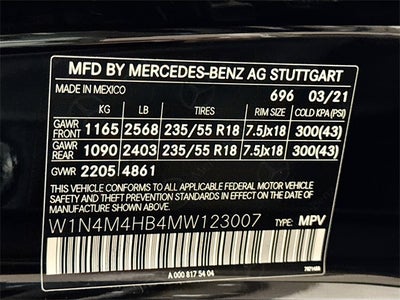 MFD BY MERCEDES-BENZ AG STUTTGART
MADE IN MEXICO 696 03/21
KG LB TIRES RIM SIZE COLD KPA(PSI)
GAWR FRONT 1165 2568 235/55 R18 7.5Jx18 300(43)
GAWR REAR 1090 2403 235/55 R18 7.5Jx18 300(43)
GVWR 2205 4861
THIS VEHICLE CONFORMS TO ALL APPLICABLE FEDERAL MOTOR VEHICLE
SAFETY AND THEFT PREVENTION STANDARDS IN EFFECT ON THE DATE
OF MANUFACTURE SHOWN ABOVE.
W1N4M4HB4MW123007 TYPE: MPV
A 000 817 54 04